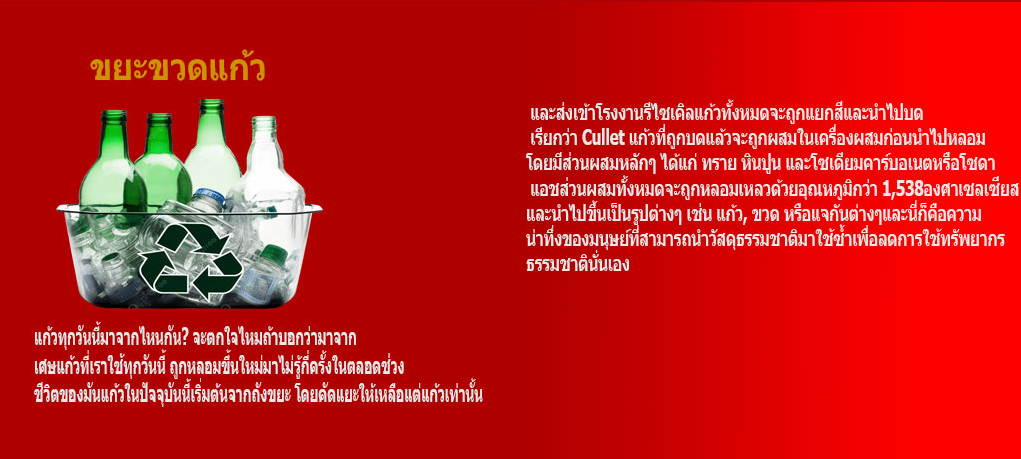 ขยะขวดแก้ว
แก้วทุกวันนี้มาจากไหนกัน? จะตกใจไหมถ้าบอกว่ามาจาก
เศษแก้วที่เราใช้ทุกวันนี้ ถูกหลอมขึ้นใหม่มาไม่รู้กี่ครั้งในตลอดช่วง
ชีวิตของมันแก้วในปัจจุบันนี้เริ่มต้นจากถังขยะ โดยคัดแยะให้เหลือแต่แก้วเท่านั้น
และส่งเข้าโรงงานรีไซเคิลแก้วทั้งหมดจะถูกแยกสีและนำไปบด
เรียกว่า Cullet แก้วที่ถูกบดแล้วจะถูกผสมในเครื่องผสมก่อนนำไปหลอม
โดยมีส่วนผสมหลักๆ ได้แก่ ทราย หินปูน และโซเดียมคาร์บอเนตหรือโซดา
แอชส่วนผสมทั้งหมดจะถูกหลอมเหลวด้วยอุณหภูมิกว่า 1,538องศาเซลเซียส
และนำไปขึ้นเป็นรูปต่างๆ เช่น แก้ว, ขวด หรือแจกันต่างๆและนี่ก็คือความ
น่าทึ่งของมนุษย์ที่สามารถนำวัสดุธรรมชาติมาใช้ซ้ำเพื่อลดการใช้ทรัพยากร
ธรรมชาตินั่นเอง